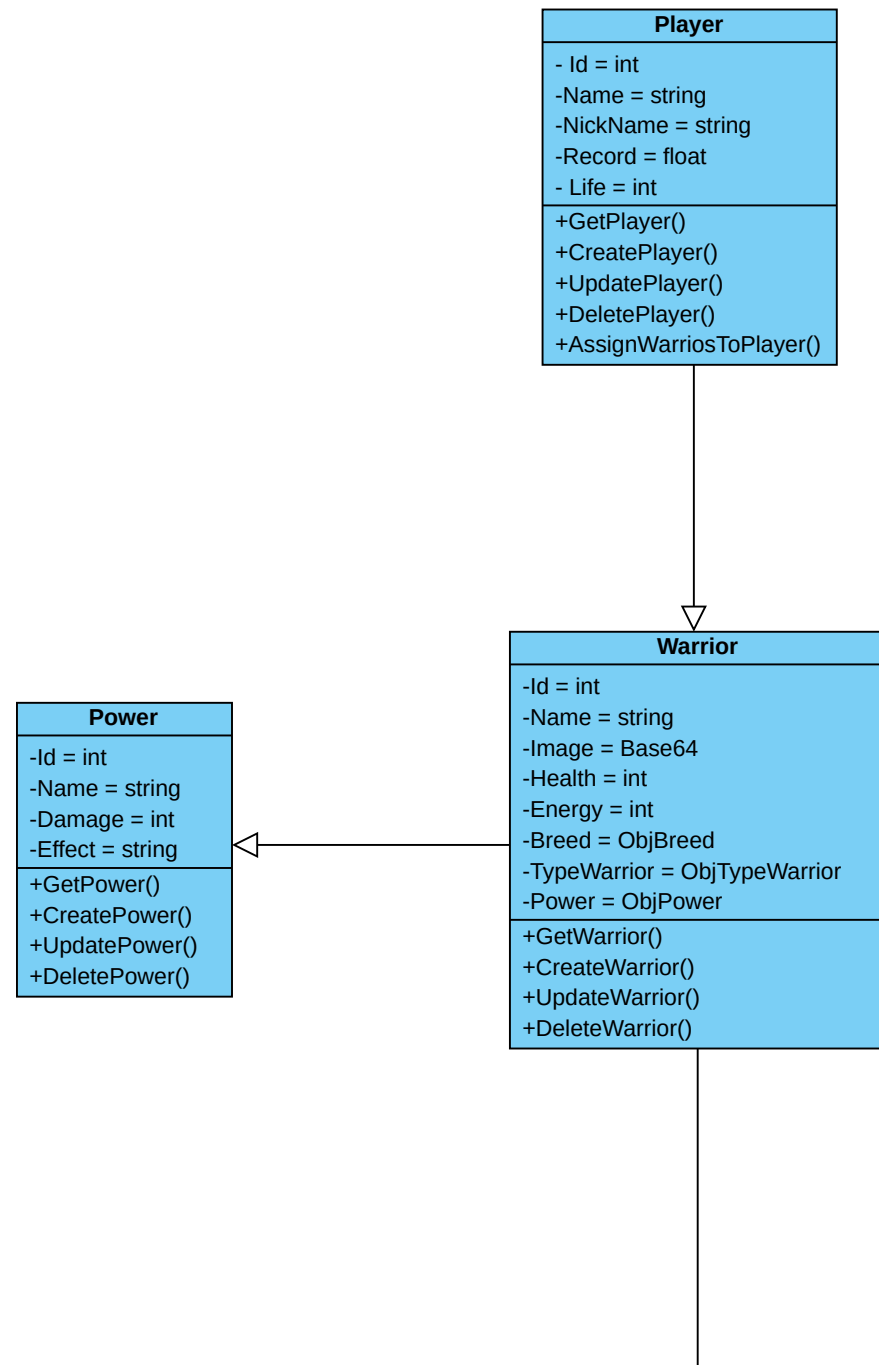 Player
- Id = int
-Name = string
-NickName = string
-Record = float
- Life = int
+GetPlayer()
+CreatePlayer()
+UpdatePlayer()
+DeletePlayer()
+AssignWarriosToPlayer()
Warrior
-Id = int
-Name = string
-Image = Base64
-Health = int
-Energy = int
-Breed = ObjBreed
-TypeWarrior = ObjTypeWarrior
-Power = ObjPower
+GetWarrior()
+CreateWarrior()
+UpdateWarrior()
+DeleteWarrior()
Power
-Id = int
-Name = string
-Damage = int
-Effect = string
+GetPower()
+CreatePower()
+UpdatePower()
+DeletePower()